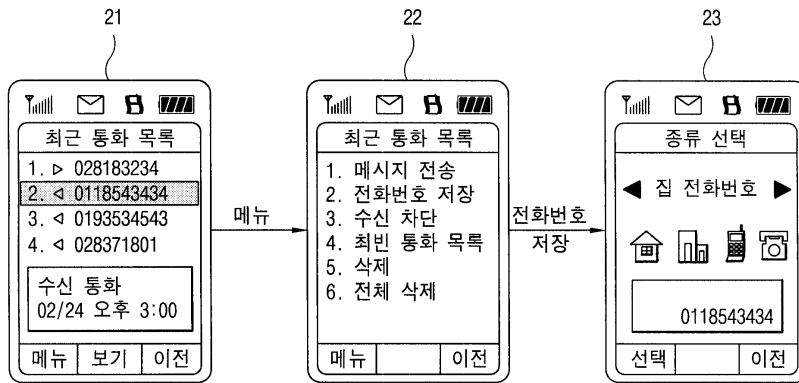 21
최근 통화 목록
1. ▷ 028183234
2. ◁ 0118543434
3. ◁ 0193534543
4. ◁ 028371801
수신 통화
02/24 오후 3:00
메뉴 보기 이전
메뉴
22
최근 통화 목록
1. 메시지 전송
2. 전화번호 저장
3. 수신 차단
4. 최빈 통화 목록
5. 삭제
6. 전체 삭제
메뉴 이전
전화번호
저장
23
종류 선택
◀ 집 전화번호 ▶
0118543434
선택 이전